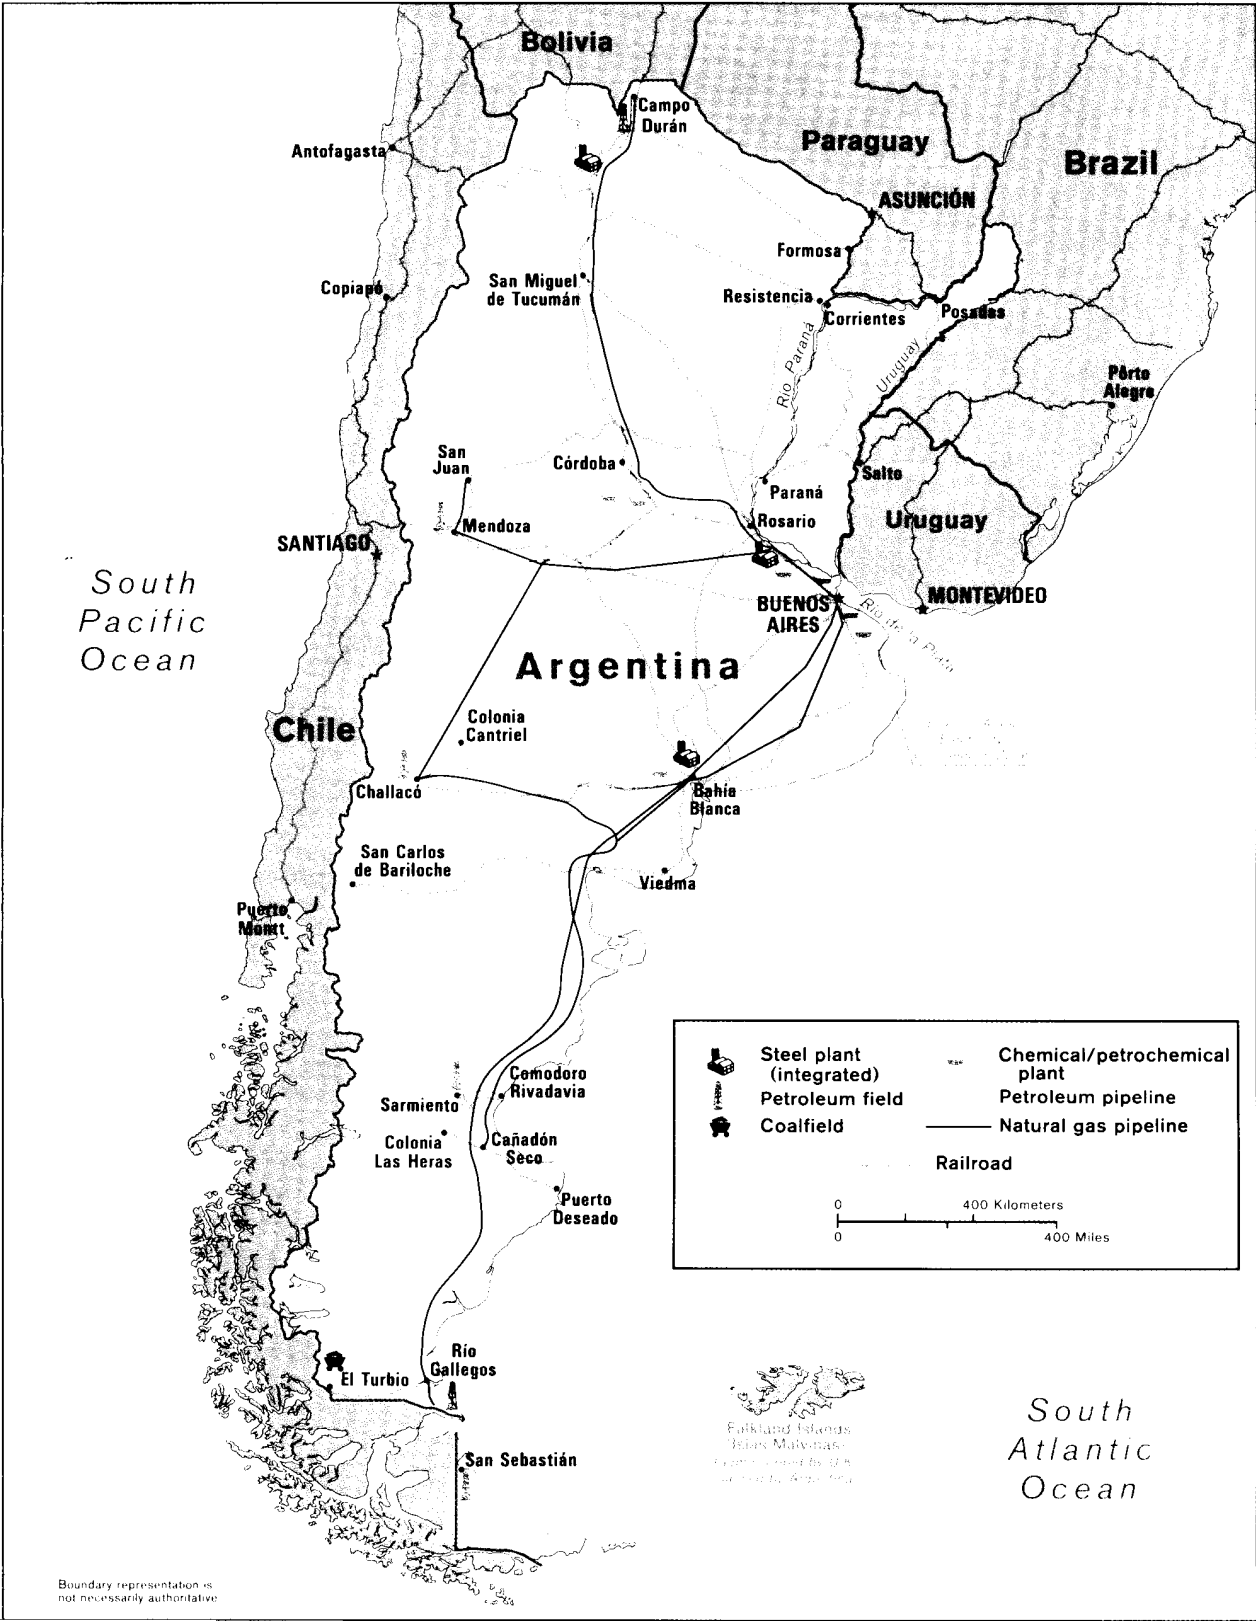 Bolivia
Campo
Durán
Paraguay
Brazil
Antofagasta
ASUNCIÓN
Formosa
San Miguel
de Tucumán
Copiapó
Resistencia
Corrientes
Posadas
Río Paraná
Uruguay
Pôrto
Alegre
San
Juan
Córdoba
Salto
Paraná
Mendoza
Rosario
Uruguay
SANTIAGO
South
Pacific
Ocean
BUENOS
AIRES
MONTEVIDEO
Río de la Plata
Argentina
Colonia
Cantriel
Chile
Challacó
Bahía
Blanca
San Carlos
de Bariloche
Viedma
Puerto
Montt
Comodoro
Rivadavia
Sarmiento
Colonia
Las Heras
Cañadón
Seco
Puerto
Deseado
Steel plant
(integrated)
Petroleum field
Coalfield
Chemical/petrochemical
plant
Petroleum pipeline
Natural gas pipeline
Railroad
0 400 Kilometers
0 400 Miles
Río
Gallegos
El Turbio
San Sebastián
Falkland Islands
South
Atlantic
Ocean
Boundary representation is
not necessarily authoritative